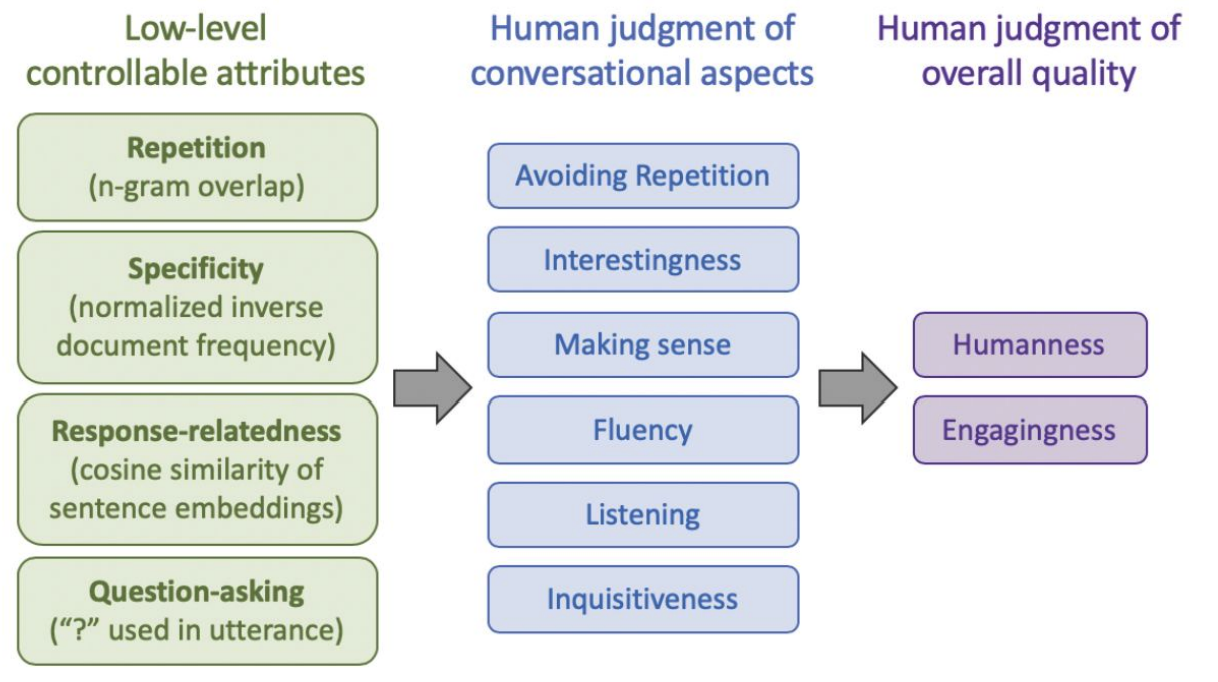 Low-level
controllable attributes
Repetition
(n-gram overlap)
Specificity
(normalized inverse
document frequency)
Response-relatedness
(cosine similarity of
sentence embeddings)
Question-asking
(“?” used in utterance)
Human judgment of
conversational aspects
Avoiding Repetition
Interestingness
Making sense
Fluency
Listening
Inquisitiveness
Human judgment of
overall quality
Humanness
Engagingness